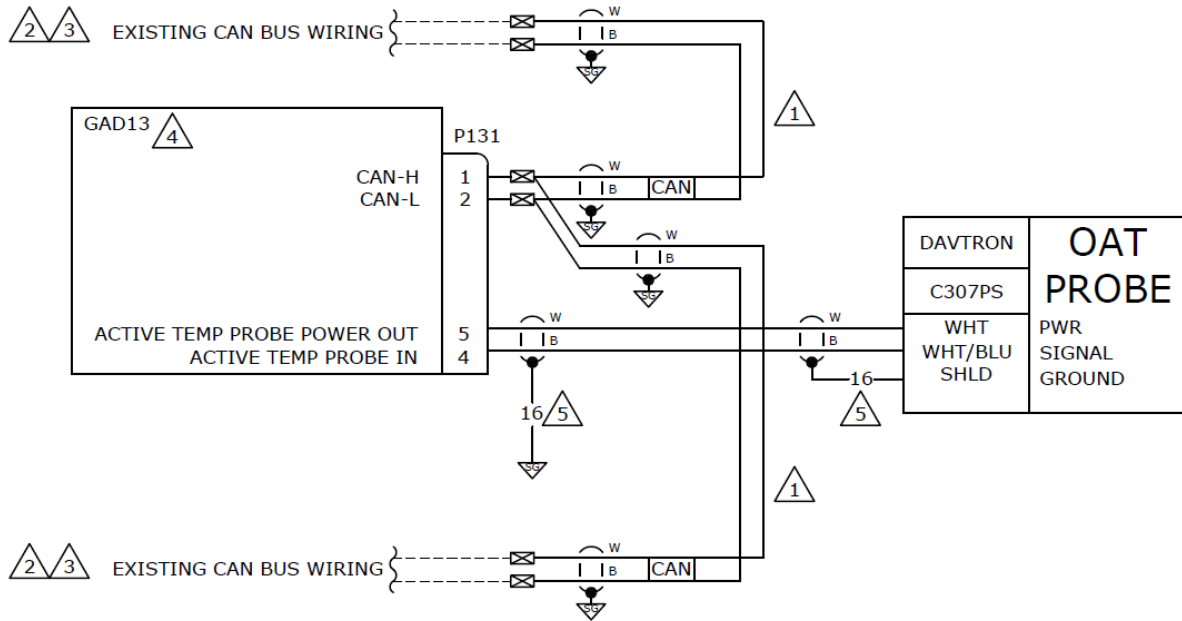 2 3 EXISTING CAN BUS WIRING
W
B
SG
1
GAD13 4
P131
CAN-H 1
CAN-L 2
W
B CAN
SG
W
B
SG
ACTIVE TEMP PROBE POWER OUT 5
ACTIVE TEMP PROBE IN 4
W
B
16 5
SG
W
B
16
5
DAVTRON
C307PS
OAT
PROBE
WHT PWR
WHT/BLU SIGNAL
SHLD GROUND
1
2 3 EXISTING CAN BUS WIRING
W
B CAN
SG